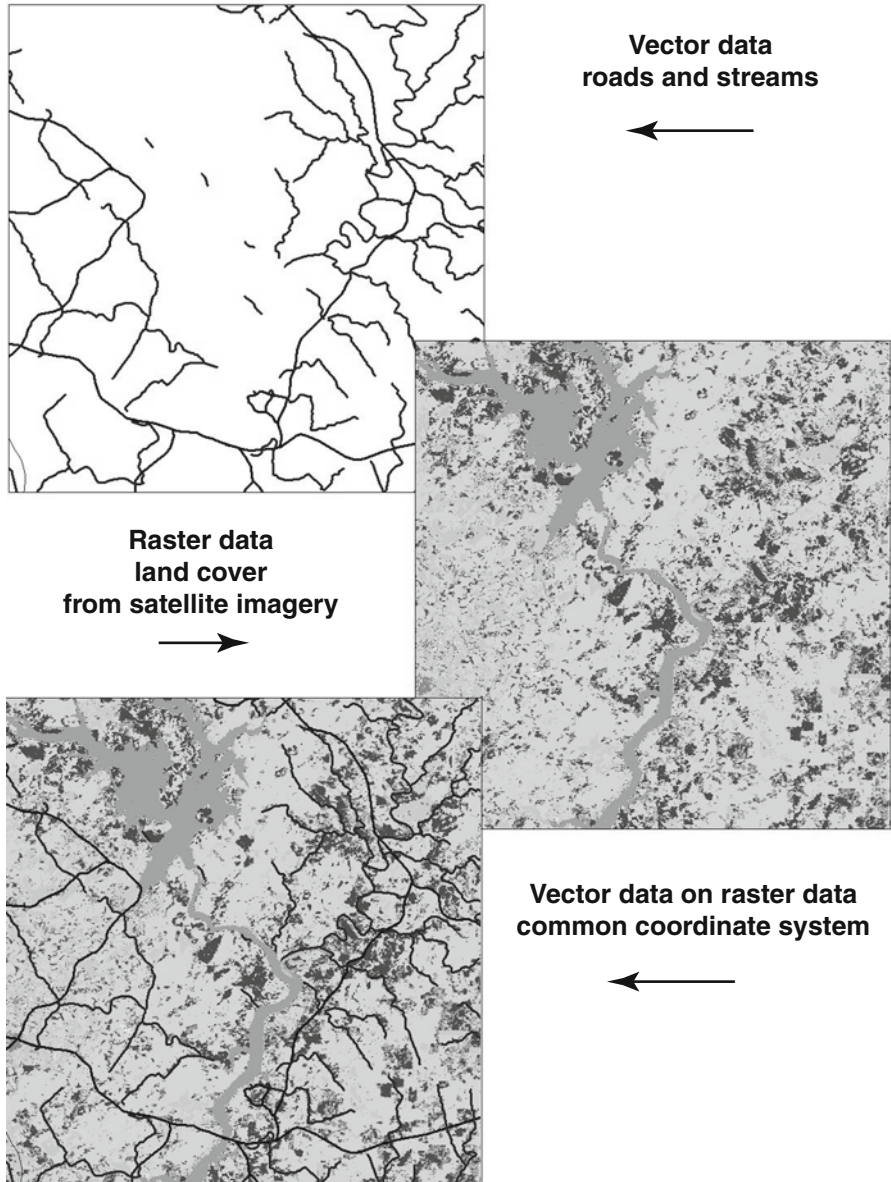 Vector data
roads and streams
Raster data
land cover
from satellite imagery
Vector data on raster data
common coordinate system